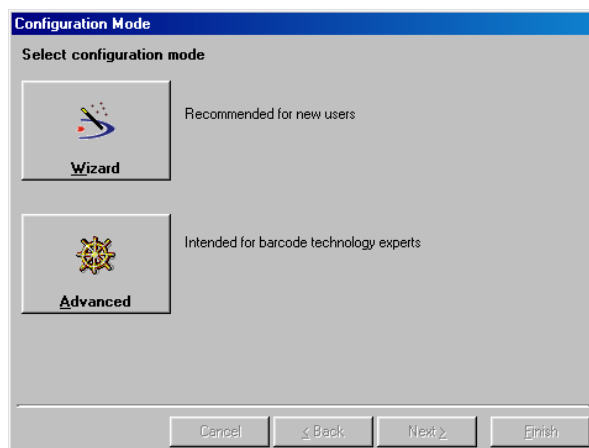 Configuration Mode
Select configuration mode
Recommended for new users
Wizard
Intended for barcode technology experts
Advanced
Cancel
< Back
Next >
Finish